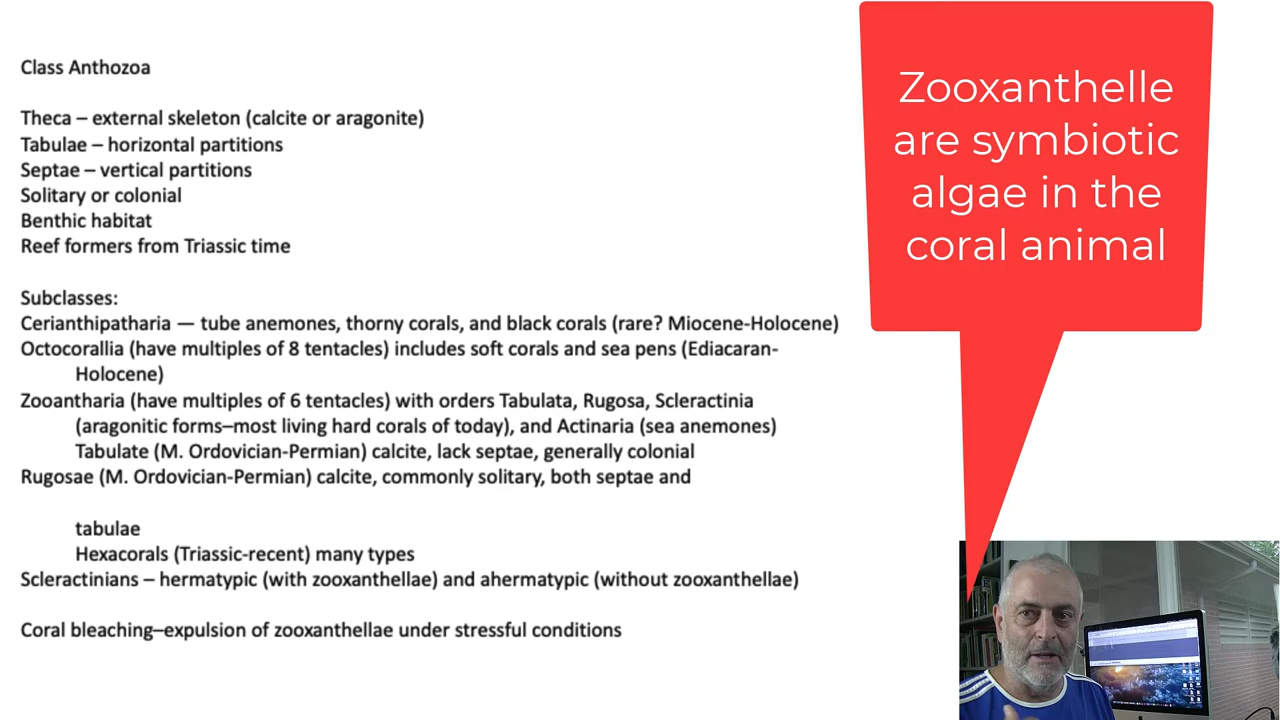 Class Anthozoa
Theca – external skeleton (calcite or aragonite)
Tabulae – horizontal partitions
Septae – vertical partitions
Solitary or colonial
Benthic habitat
Reef formers from Triassic time
Subclasses:
Cerianthipatharia — tube anemones, thorny corals, and black corals (rare? Miocene-Holocene)
Octocorallia (have multiples of 8 tentacles) includes soft corals and sea pens (Ediacaran-
Holocene)
Zooantharia (have multiples of 6 tentacles) with orders Tabulata, Rugosa, Scleractinia
(aragonitic forms–most living hard corals of today), and Actinaria (sea anemones)
Tabulate (M. Ordovician-Permian) calcite, lack septae, generally colonial
Rugosae (M. Ordovician-Permian) calcite, commonly solitary, both septae and
tabulae
Hexacorals (Triassic-recent) many types
Scleractinians – hermatypic (with zooxanthellae) and ahermatypic (without zooxanthellae)
Coral bleaching–expulsion of zooxanthellae under stressful conditions
Zooxanthelle
are symbiotic
algae in the
coral animal